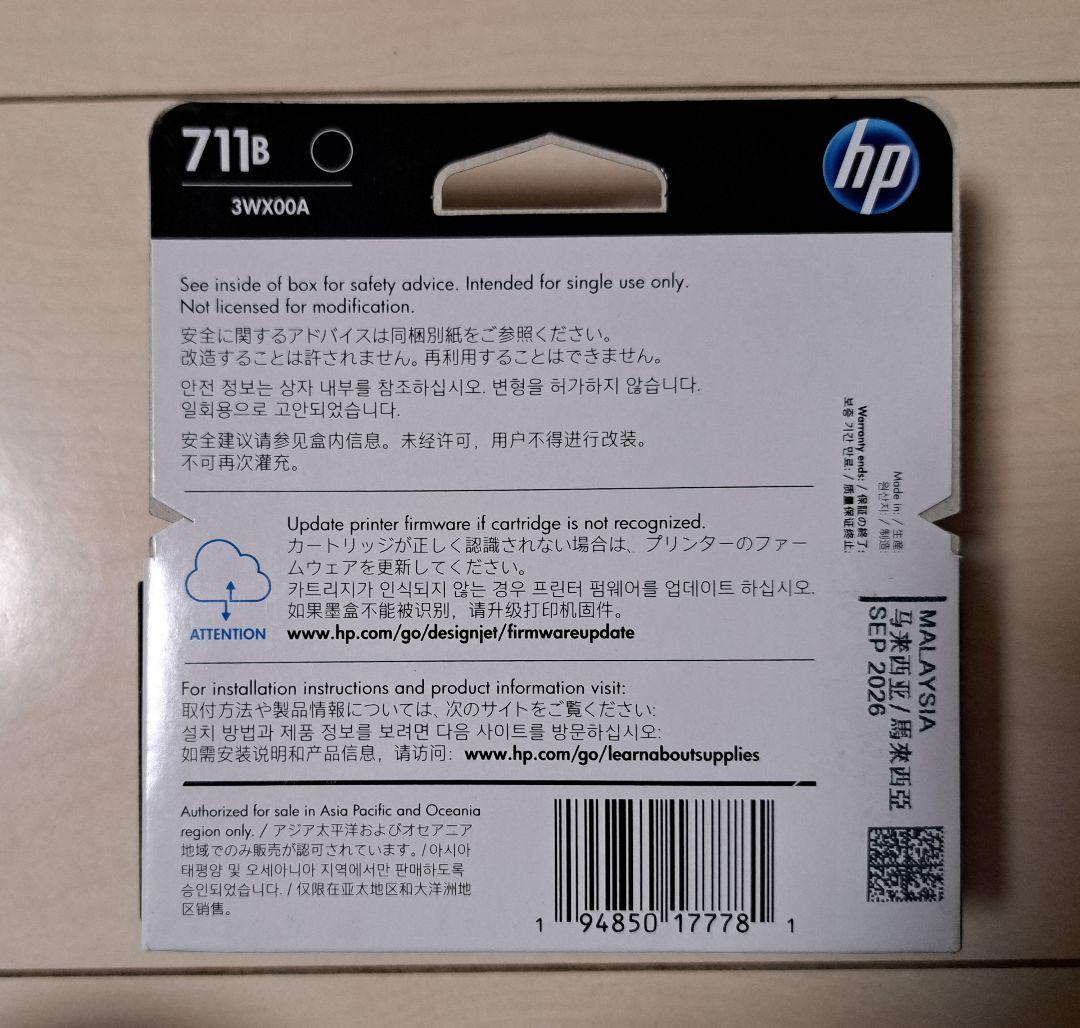 711B
3WX00A
hp
See inside of box for safety advice. Intended for single use only.
Not licensed for modification.
安全に関するアドバイスは同梱別紙をご参照ください。
改造することは許されません。再利用することはできません。
안전 정보는 상자 내부를 참조하십시오. 변형을 허가하지 않습니다.
일회용으로 고안되었습니다.
安全建议请参见盒内信息。未经许可，用户不得进行改装。
不可再次灌充。
Update printer firmware if cartridge is not recognized.
カートリッジが正しく認識されない場合は、プリンターのファー
ムウェアを更新してください。
카트리지가 인식되지 않는 경우 프린터 펌웨어를 업데이트 하십시오.
如果墨盒不能被识别，请升级打印机固件。
www.hp.com/go/designjet/firmwareupdate
ATTENTION
For installation instructions and product information visit:
取付方法や製品情報については、次のサイトをご覧ください:
설치 방법과 제품 정보를 보려면 다음 사이트를 방문하십시오:
如需安装说明和产品信息，请访问: www.hp.com/go/learnaboutsupplies
Authorized for sale in Asia Pacific and Oceania
region only. / アジア太平洋およびオセアニア
地域でのみ販売が認可されています。/ 아시아
태평양 및 오세아니아 지역에서만 판매하도록
승인되었습니다. / 仅限在亚太地区和大洋洲地
区销售。
1 94850 17778 1
Made in: / 生産:
원산지: / 制造:
Warranty ends: / 保証の終了:
보증 기간 만료: / 质量保证终止:
MALAYSIA
马来西亚/馬來西亞
SEP 2026